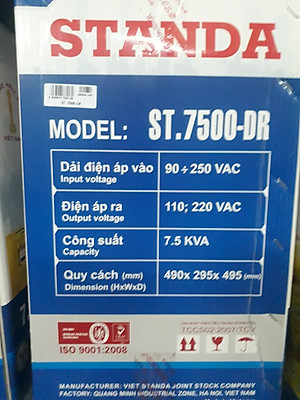 STANDA
ST.7500-DR
MODEL: ST.7500-DR
Dải điện áp vào 90÷250 VAC
Input voltage
Điện áp ra 110; 220 VAC
Output voltage
Công suất 7.5 KVA
Capacity
Quy cách (mm) 490x 295x 495 (mm)
Dimension (HxWxD)
TCCS02:2007/TCV
ISO 9001:2008
Manufacturer: VIET STANDA JOINT STOCK COMPANY
Factory: QUANG MINH INDUSTRIAL ZONE, HA NOI, VIET NAM